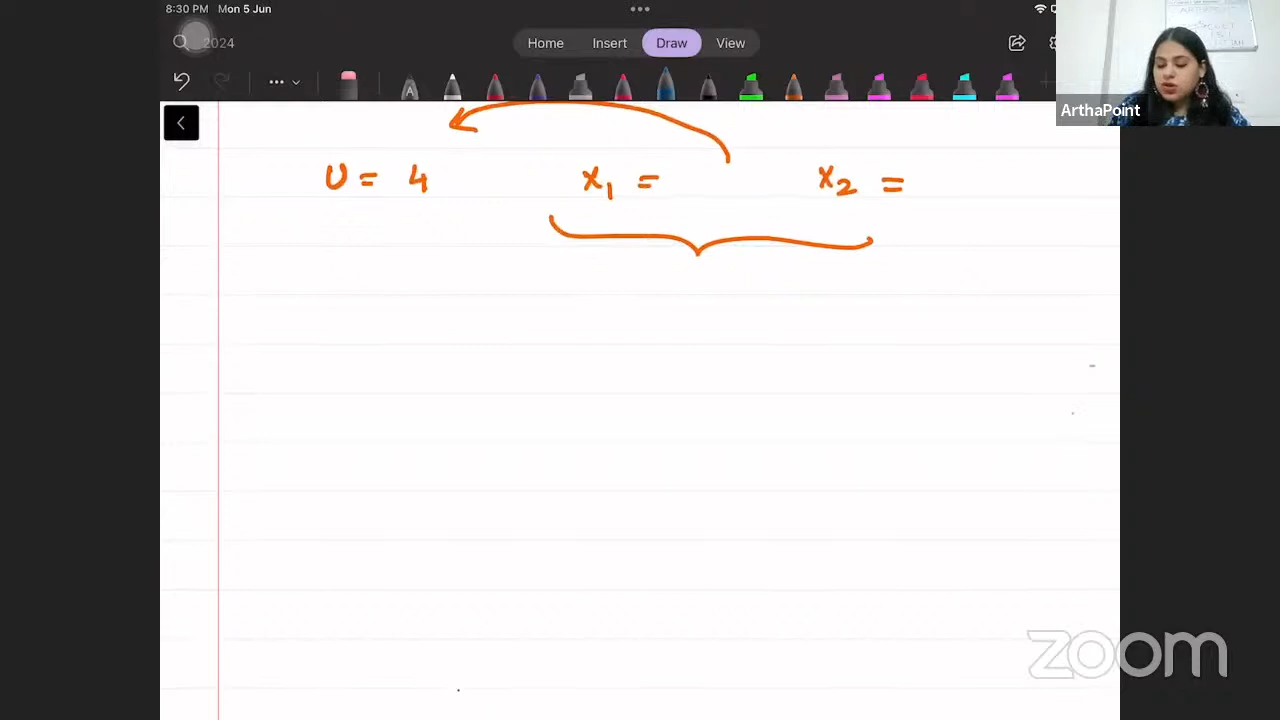 8:30 PM Mon 5 Jun
2024 Home Insert Draw View
A
ArthaPoint
U = 4 x₁ = x₂ =
zoom